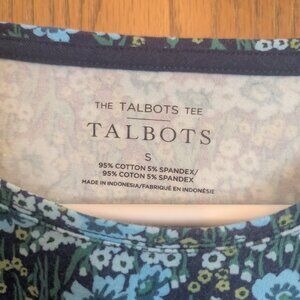 THE TALBOTS TEE
TALBOTS
S
95% COTTON 5% SPANDEX/
95% COTON 5% SPANDEX
MADE IN INDONESIA/FABRIQUÉ EN INDONÉSIE